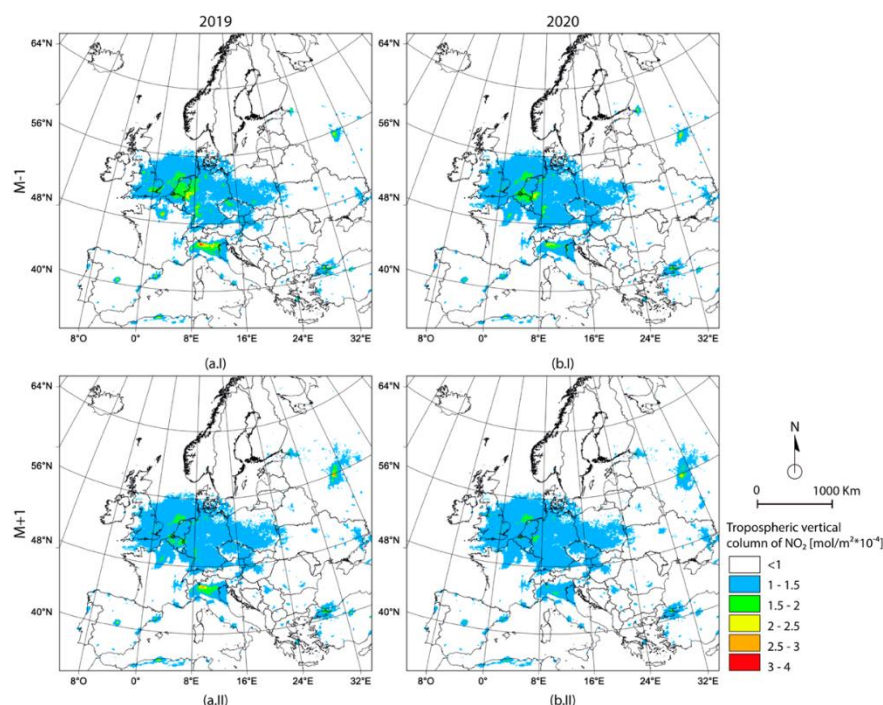 2019
2020
64°N
56°N
48°N
40°N
M-1
8°O
0°
8°E
16°E
24°E
32°E
(a.I)
64°N
56°N
48°N
40°N
8°O
0°
8°E
16°E
24°E
32°E
(b.I)
64°N
56°N
48°N
40°N
M+1
8°O
0°
8°E
16°E
24°E
32°E
(a.II)
64°N
56°N
48°N
40°N
8°O
0°
8°E
16°E
24°E
32°E
(b.II)
N
0 1000 Km
Tropospheric vertical
column of NO₂ [mol/m²*10⁻⁴]
<1
1 - 1.5
1.5 - 2
2 - 2.5
2.5 - 3
3 - 4